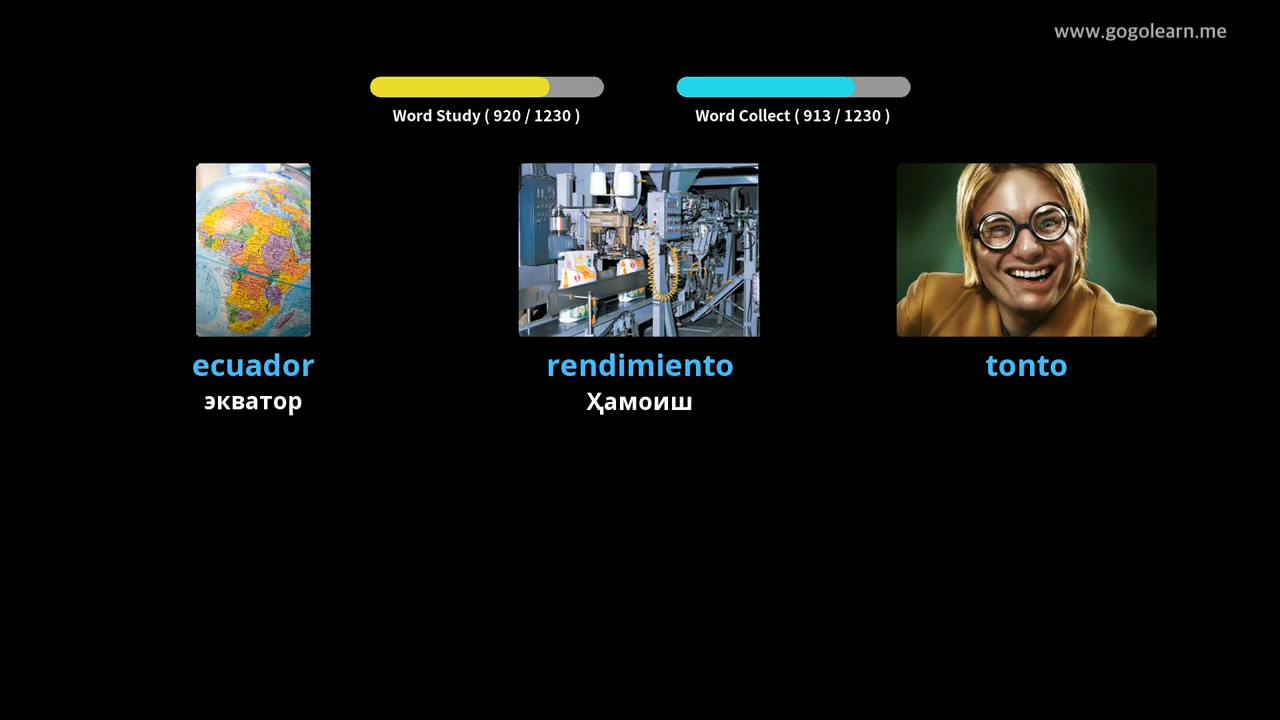 www.gogolearn.me
Word Study ( 920 / 1230 )
Word Collect ( 913 / 1230 )
ecuador
экватор
rendimiento
Ҳамоиш
tonto